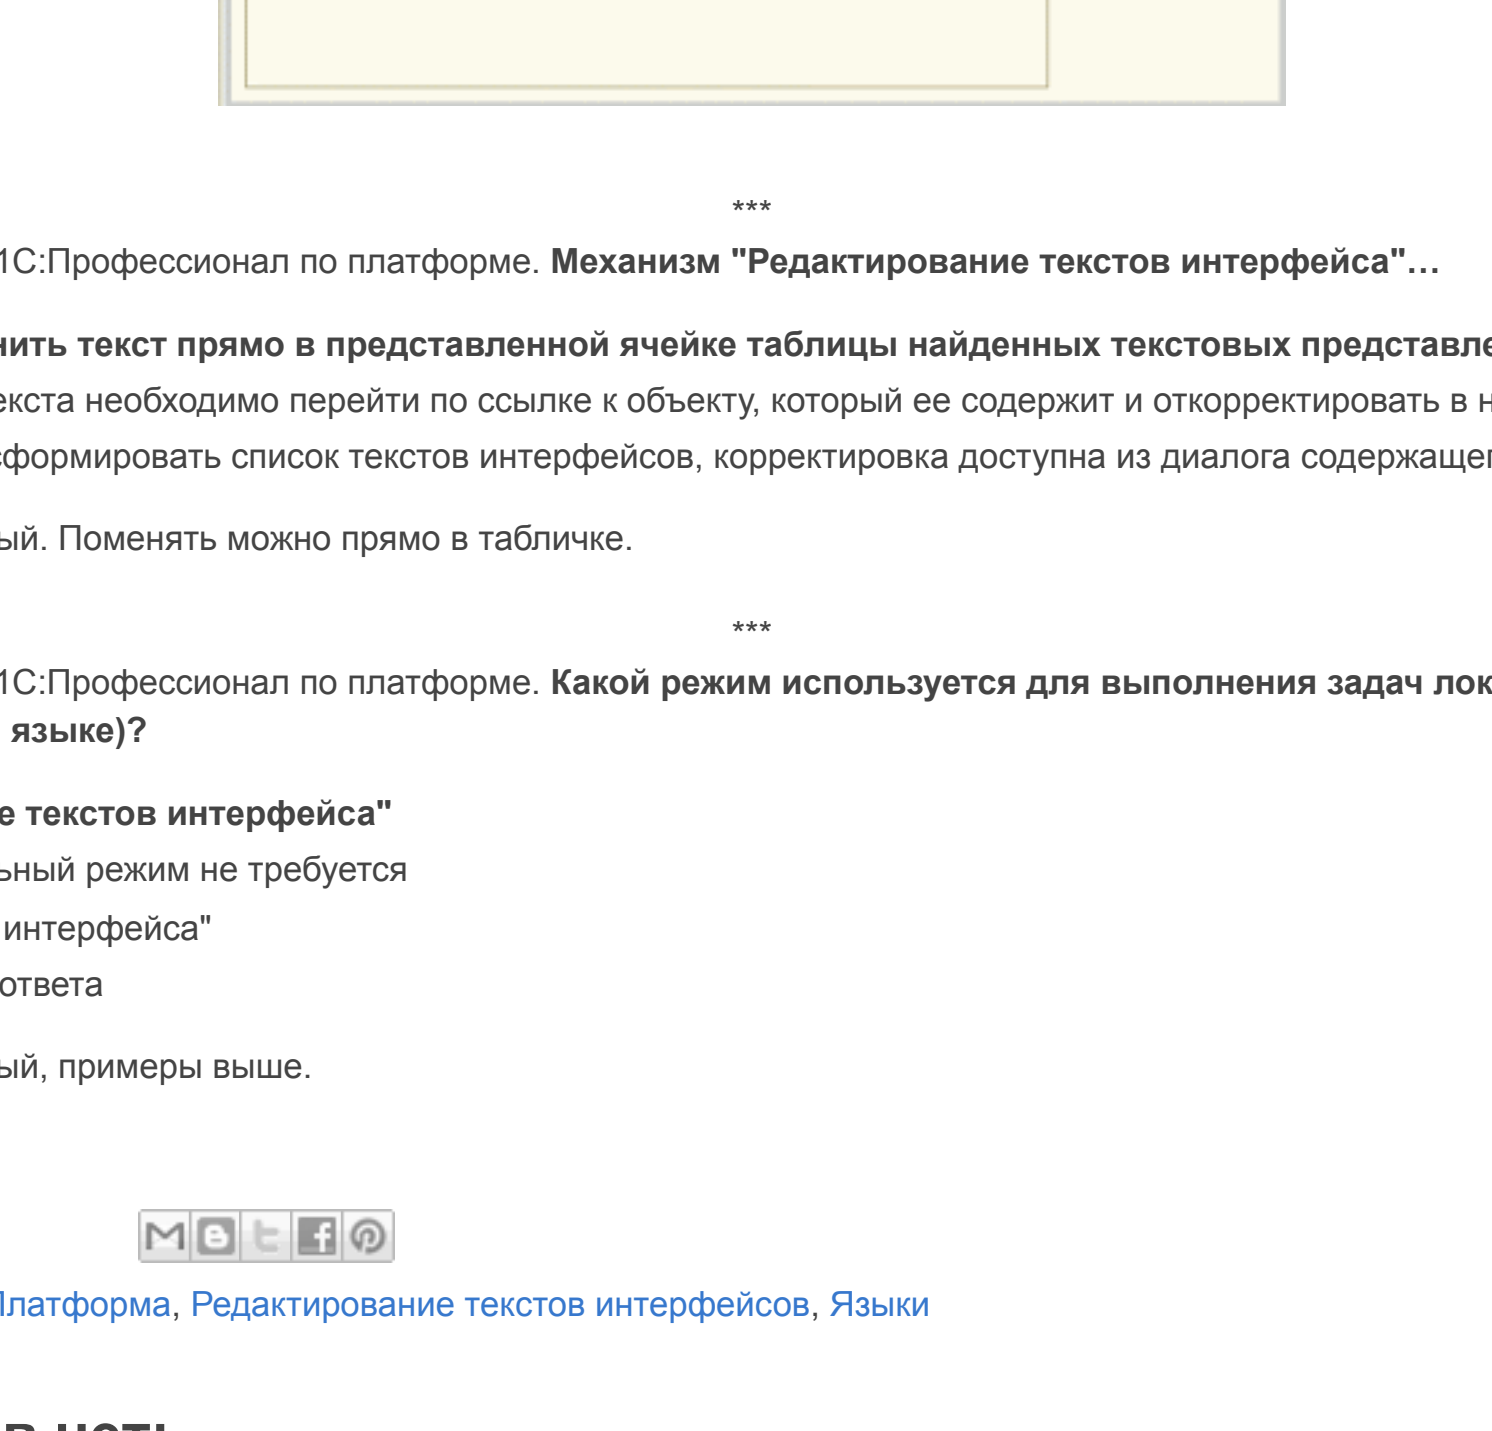 ***
1С:Профессионал по платформе. Механизм "Редактирование текстов интерфейса"…
нить текст прямо в представленной ячейке таблицы найденных текстовых представле
екста необходимо перейти по ссылке к объекту, который ее содержит и откорректировать в н
сформировать список текстов интерфейсов, корректировка доступна из диалога содержащег
ый. Поменять можно прямо в табличке.
***
1С:Профессионал по платформе. Какой режим используется для выполнения задач лок
языке)?
е текстов интерфейса"
ьный режим не требуется
интерфейса"
ответа
ый, примеры выше.
Платформа, Редактирование текстов интерфейсов, Языки